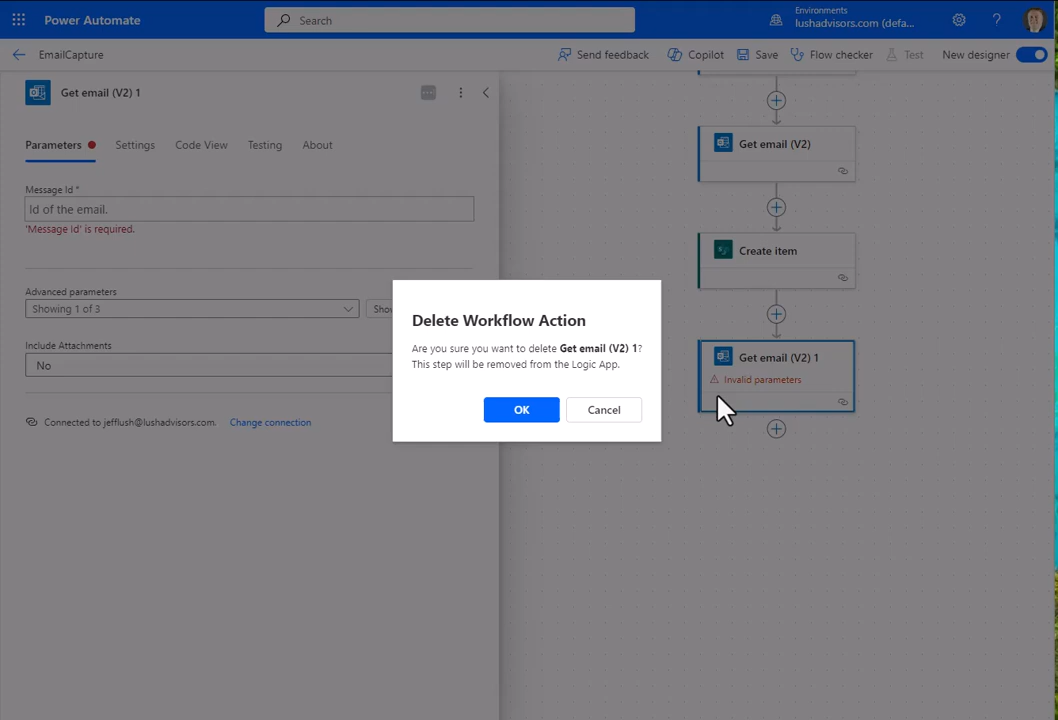 Power Automate
Search
Environments
lushadvisors.com (defa...
?
EmailCapture
Send feedback
Copilot
Save
Flow checker
Test
New designer
Get email (V2) 1
Parameters
Settings
Code View
Testing
About
Message Id *
Id of the email.
'Message Id' is required.
Advanced parameters
Showing 1 of 3
Include Attachments
No
Connected to jefflush@lushadvisors.com.
Change connection
Get email (V2)
Create item
Get email (V2) 1
Invalid parameters
Delete Workflow Action
Are you sure you want to delete Get email (V2) 1?
This step will be removed from the Logic App.
OK
Cancel